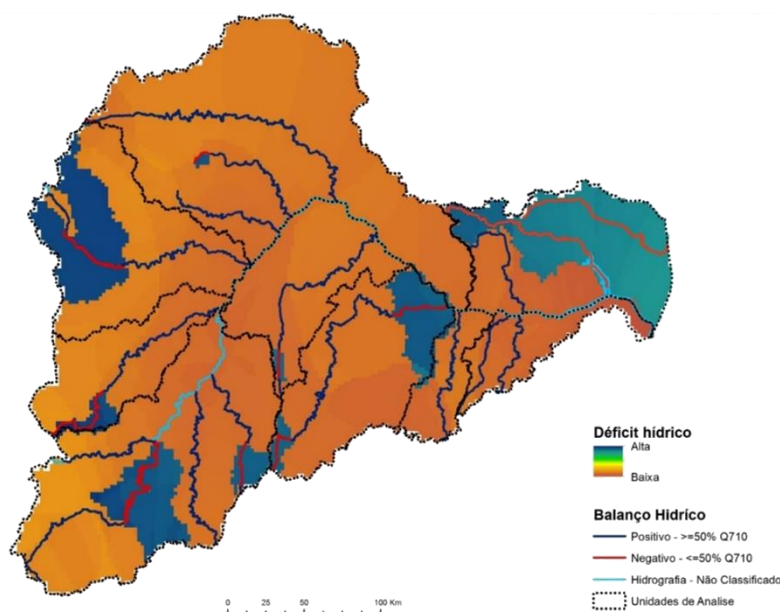 Déficit hídrico
Alta
Baixa
Balanço Hidríco
Positivo - >=50% Q710
Negativo - <=50% Q710
Hidrografia - Não Classificado
Unidades de Analise
0 25 50 100 Km